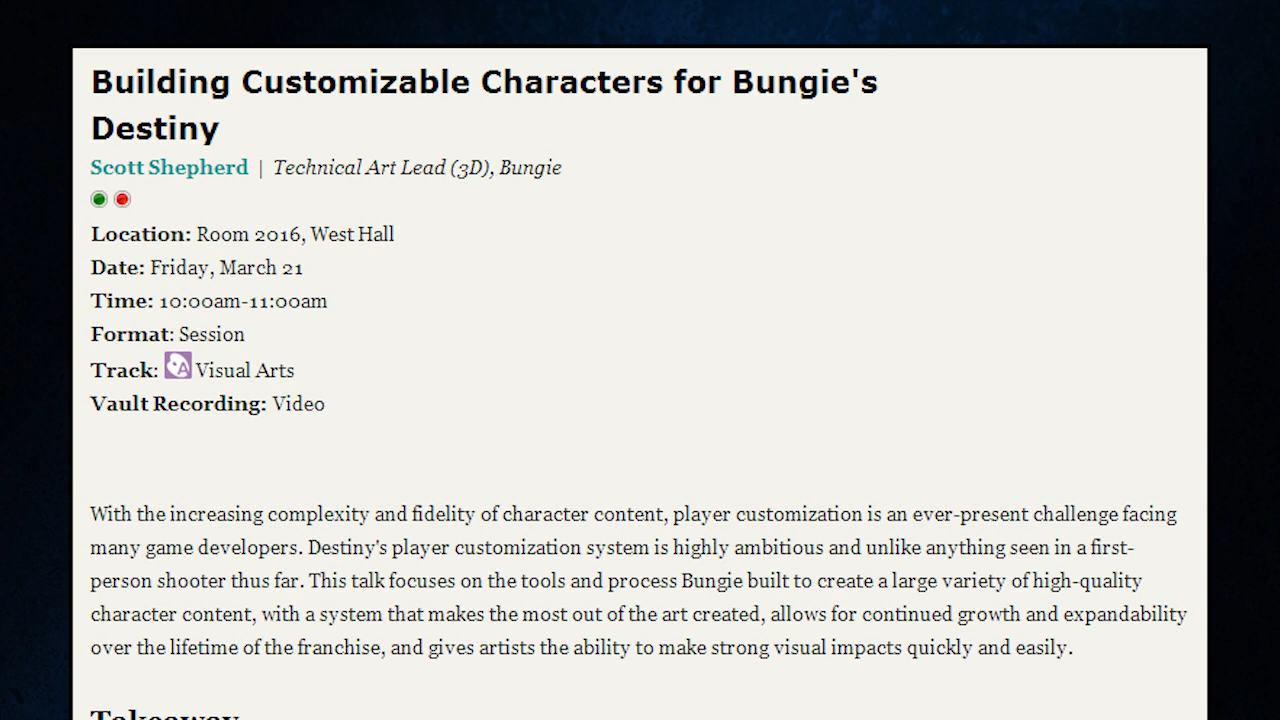 Building Customizable Characters for Bungie's
Destiny
Scott Shepherd | Technical Art Lead (3D), Bungie
Location: Room 2016, West Hall
Date: Friday, March 21
Time: 10:00am-11:00am
Format: Session
Track: A Visual Arts
Vault Recording: Video
With the increasing complexity and fidelity of character content, player customization is an ever-present challenge facing
many game developers. Destiny's player customization system is highly ambitious and unlike anything seen in a first-
person shooter thus far. This talk focuses on the tools and process Bungie built to create a large variety of high-quality
character content, with a system that makes the most out of the art created, allows for continued growth and expandability
over the lifetime of the franchise, and gives artists the ability to make strong visual impacts quickly and easily.
Takeaway